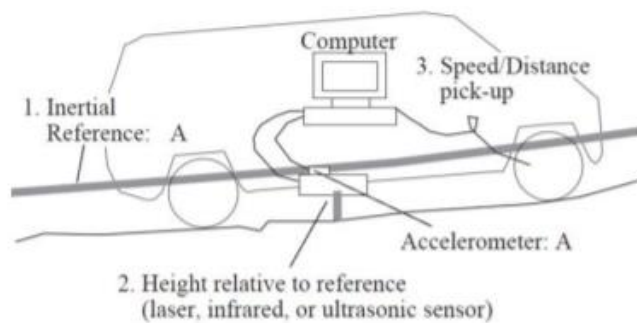 Computer
3. Speed/Distance
pick-up
1. Inertial
Reference: A
Accelerometer: A
2. Height relative to reference
(laser, infrared, or ultrasonic sensor)